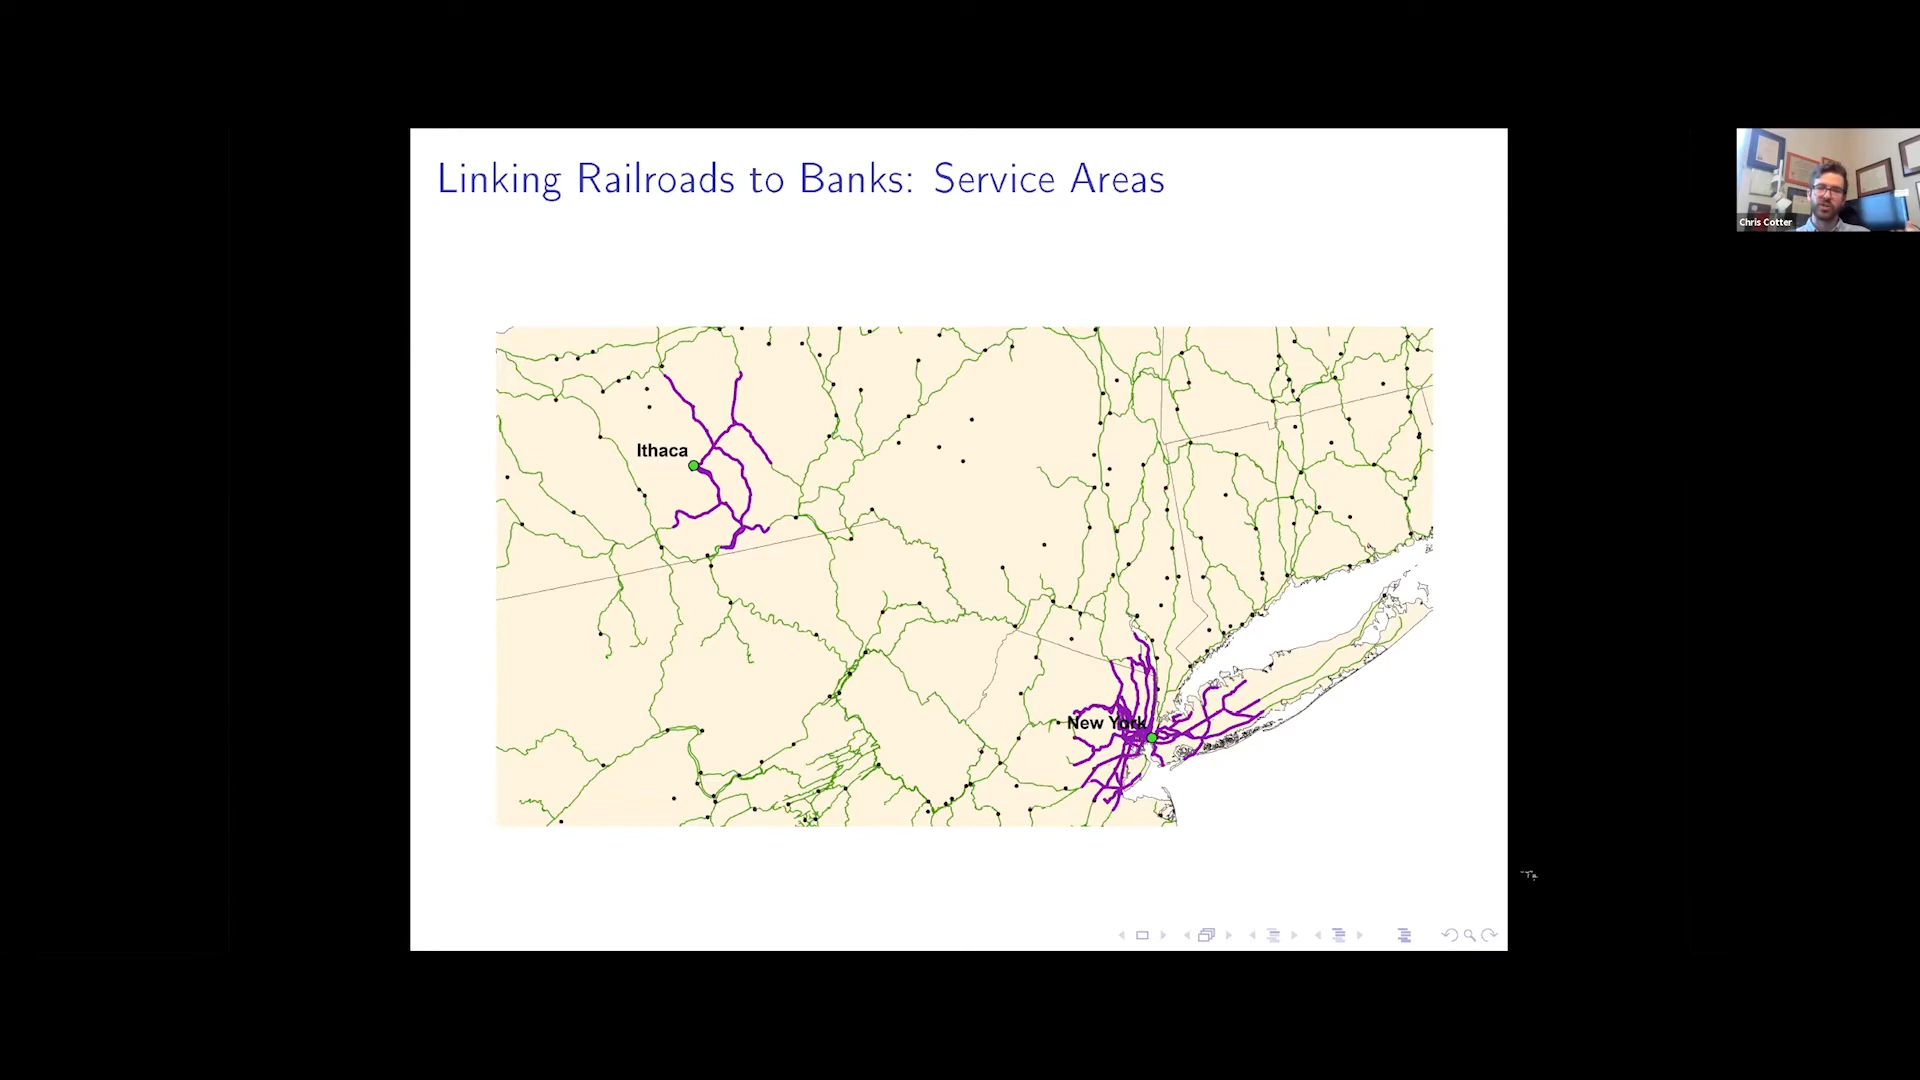 Linking Railroads to Banks: Service Areas
Chris Cotter
Ithaca
New York